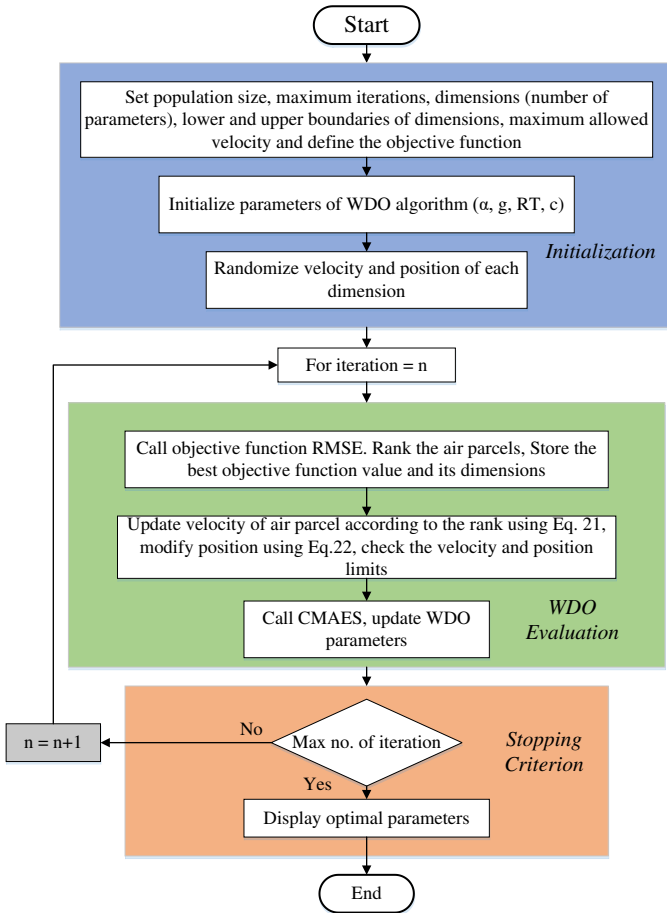 Start
Set population size, maximum iterations, dimensions (number of
parameters), lower and upper boundaries of dimensions, maximum allowed
velocity and define the objective function
Initialize parameters of WDO algorithm (α, g, RT, c)
Initialization
Randomize velocity and position of each
dimension
For iteration = n
Call objective function RMSE. Rank the air parcels, Store the
best objective function value and its dimensions
Update velocity of air parcel according to the rank using Eq. 21,
modify position using Eq.22, check the velocity and position
limits
Call CMAES, update WDO
parameters
WDO
Evaluation
No
Max no. of iteration
n = n+1
Stopping
Criterion
Yes
Display optimal parameters
End